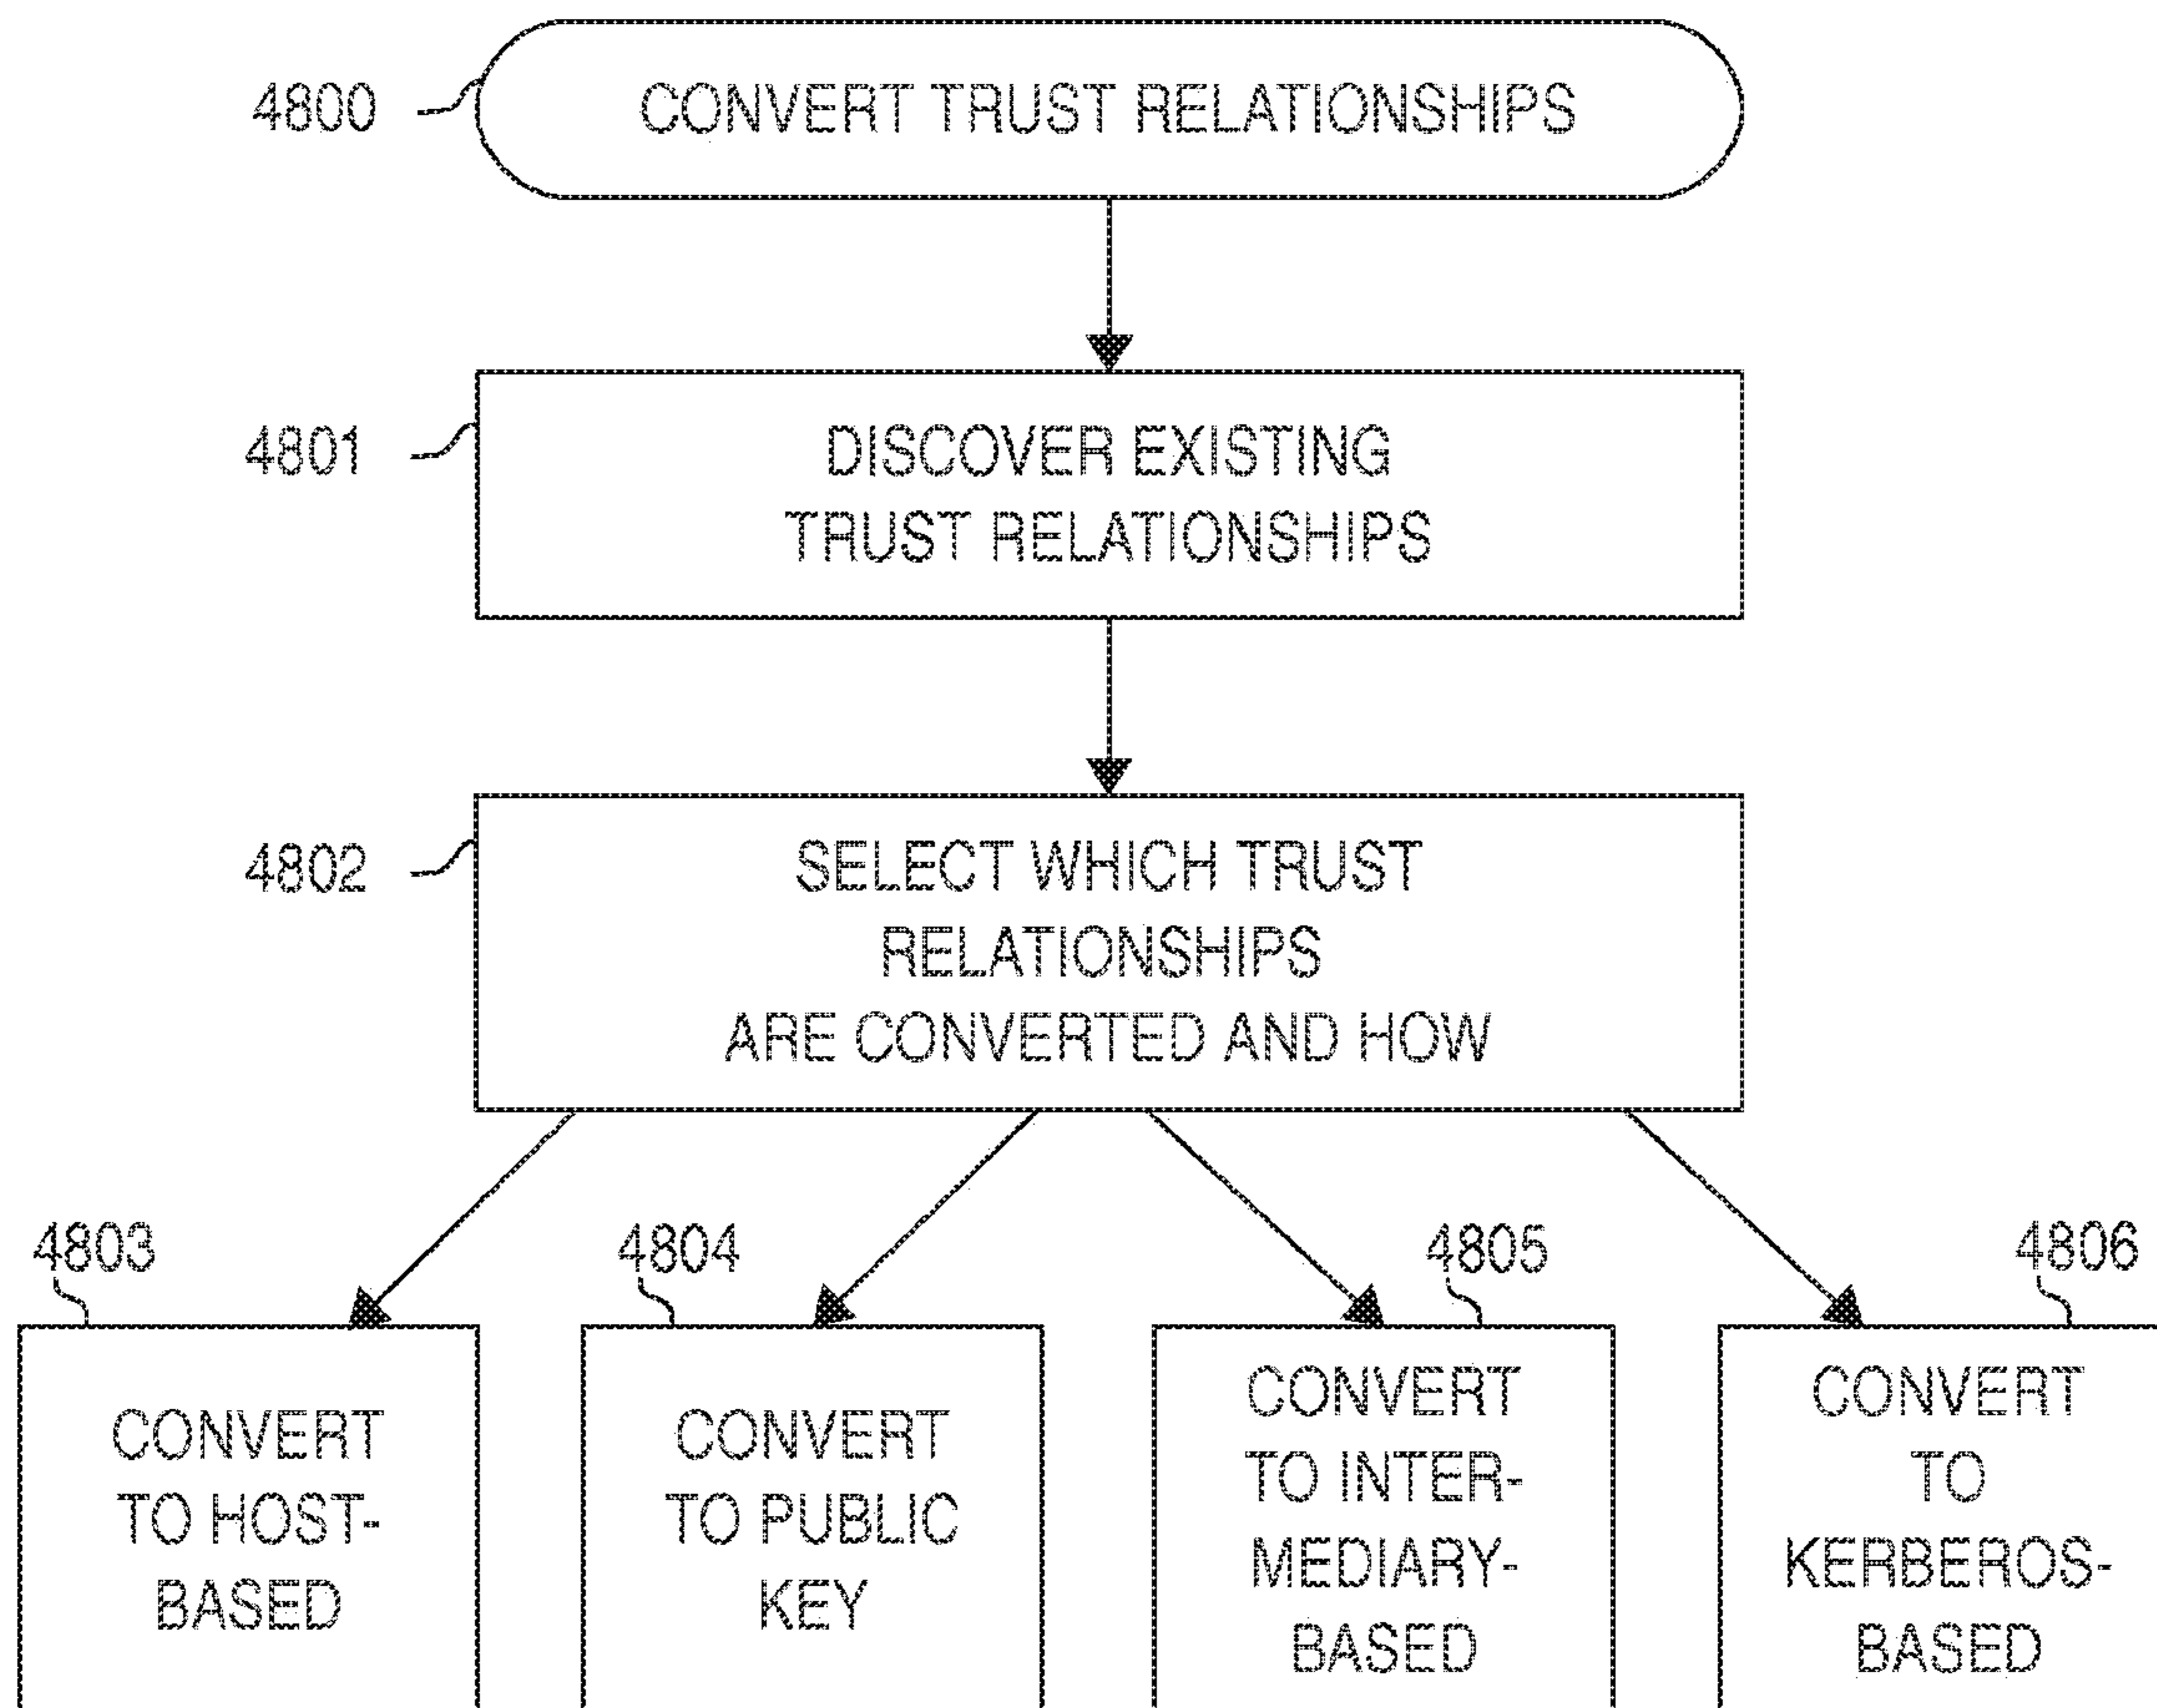 4800
CONVERT TRUST RELATIONSHIPS
4801
DISCOVER EXISTING
TRUST RELATIONSHIPS
4802
SELECT WHICH TRUST
RELATIONSHIPS
ARE CONVERTED AND HOW
4803
CONVERT
TO HOST-
BASED
4804
CONVERT
TO PUBLIC
KEY
4805
CONVERT
TO INTER-
MEDIARY-
BASED
4806
CONVERT
TO
KERBEROS-
BASED